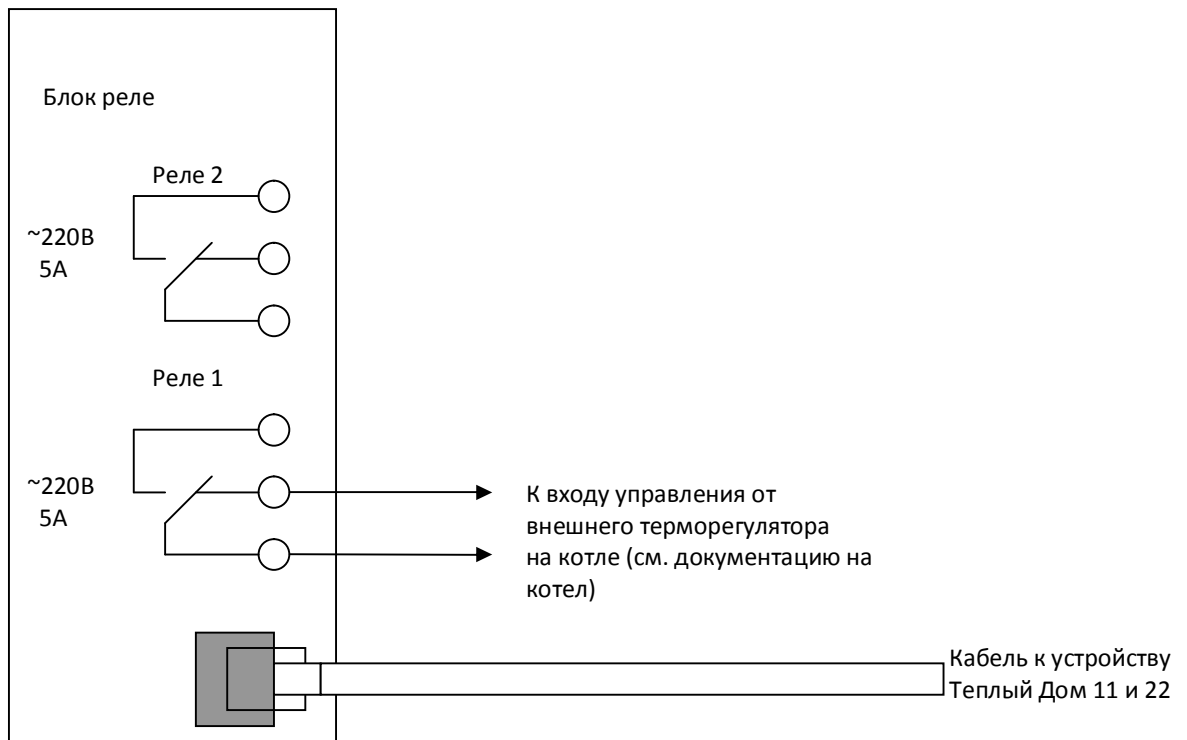 Блок реле
Реле 2
~220В
5А
Реле 1
~220В
5А
К входу управления от
внешнего терморегулятора
на котле (см. документацию на
котел)
Кабель к устройству
Теплый Дом 11 и 22